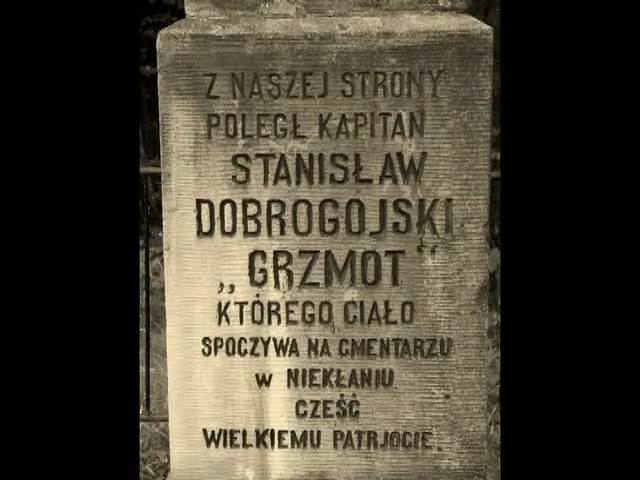 Z NASZEJ STRONY
POLEGŁ KAPITAN
STANISŁAW
DOBROGOJSKI
„GRZMOT“
KTÓREGO CIAŁO
SPOCZYWA NA CMENTARZU
w NIEKŁANIU
CZEŚĆ
WIELKIEMU PATRJOCIE.